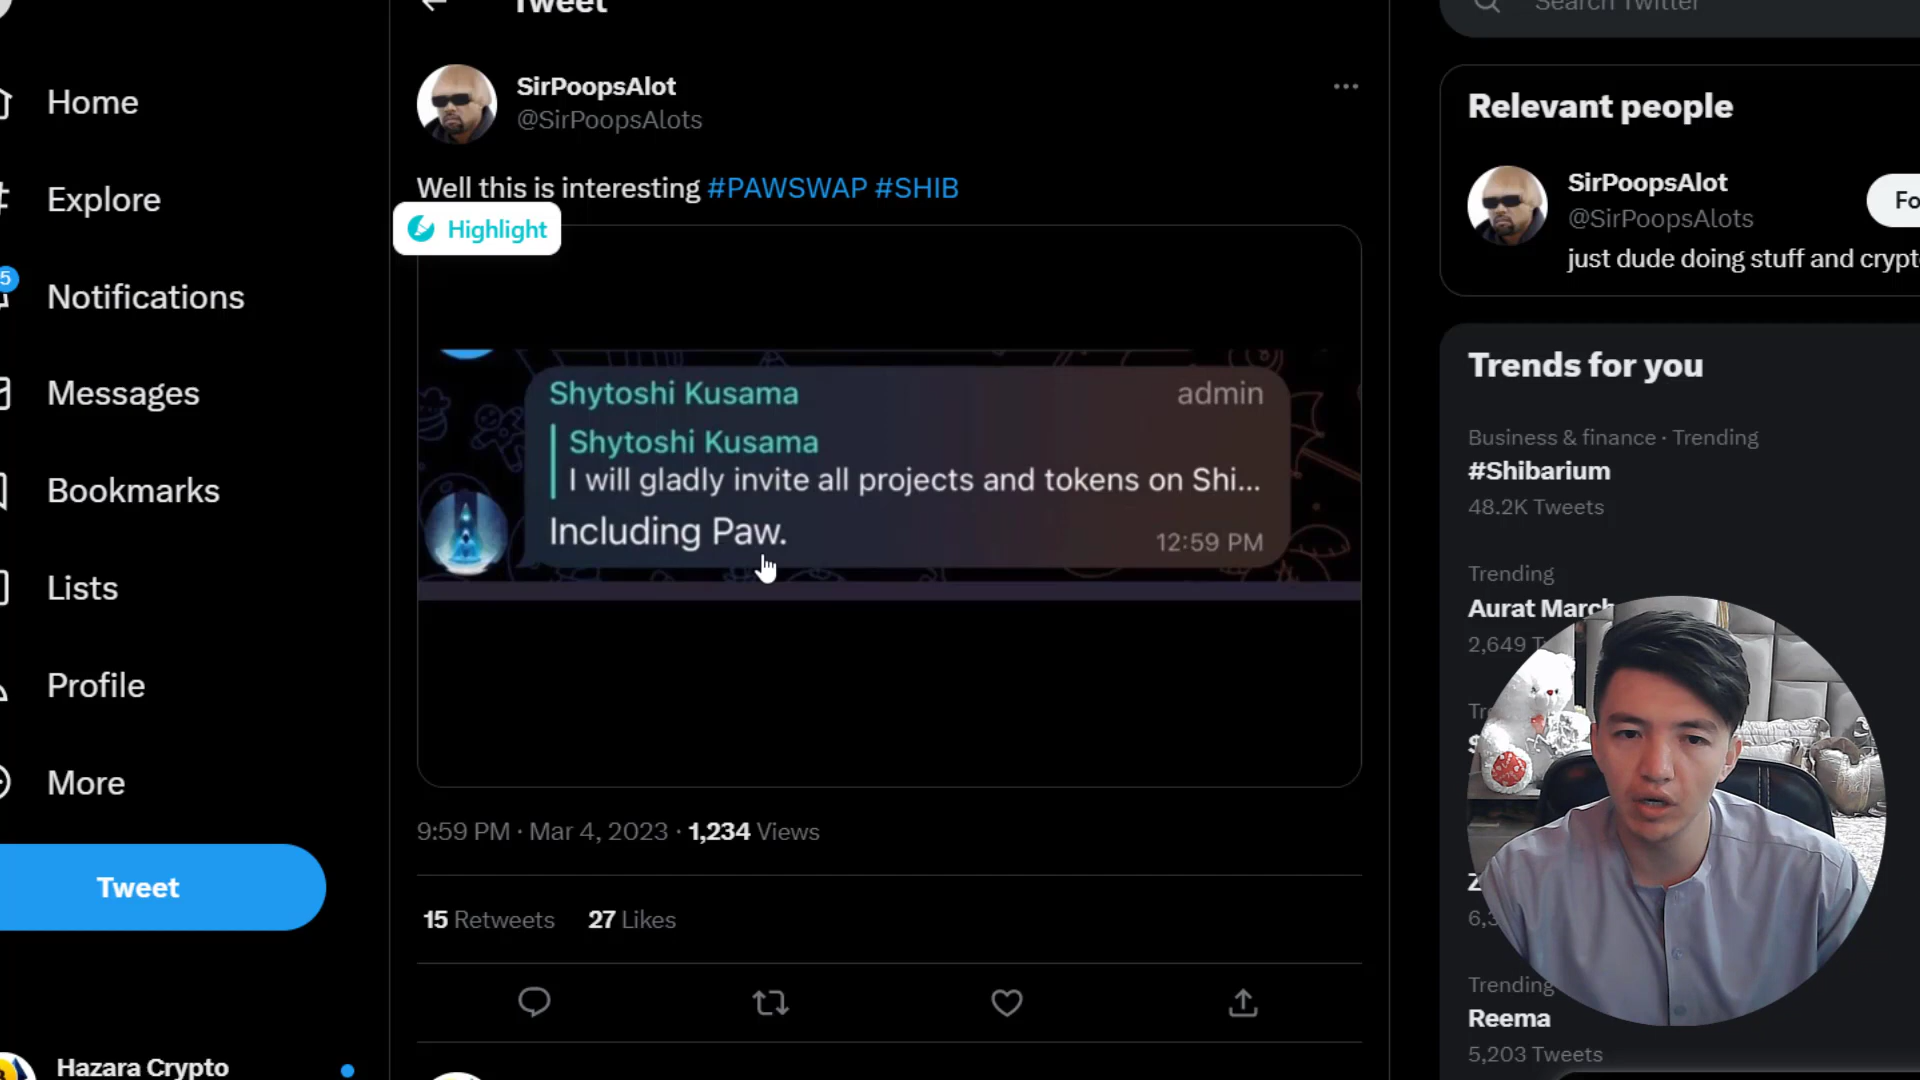 Tweet
Search Twitter
Home
Explore
5
Notifications
Messages
Bookmarks
Lists
Profile
More
Tweet
Hazara Crypto
SirPoopsAlot
@SirPoopsAlots
Well this is interesting #PAWSWAP #SHIB
Highlight
Shytoshi Kusama admin
Shytoshi Kusama
I will gladly invite all projects and tokens on Shi...
Including Paw.
12:59 PM
9:59 PM · Mar 4, 2023 · 1,234 Views
15 Retweets 27 Likes
Relevant people
SirPoopsAlot
Fo
@SirPoopsAlots
just dude doing stuff and crypt
Trends for you
Business & finance · Trending
#Shibarium
48.2K Tweets
Trending
Aurat March
2,649 T
Tr
Z
6,3
Trending
Reema
5,203 Tweets